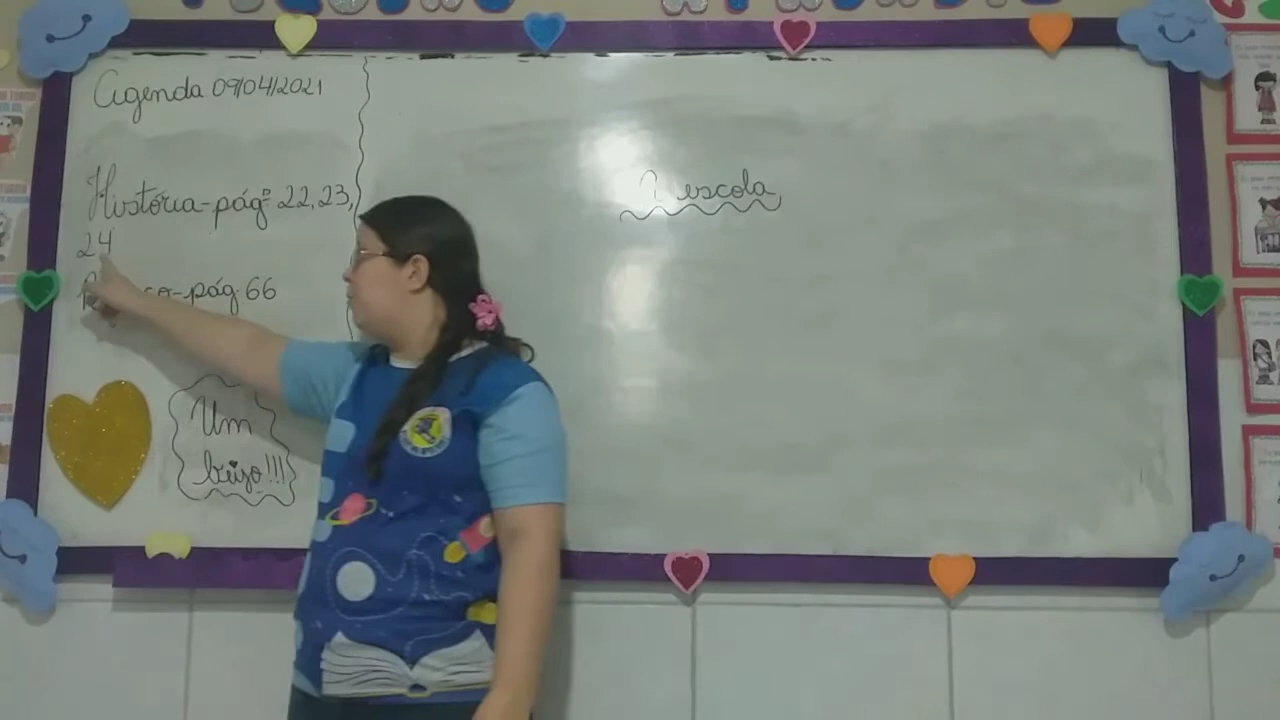 Agenda 09/04/2021
História-pág: 22, 23,
24
pág 66
Um
beijo!!!
A escola